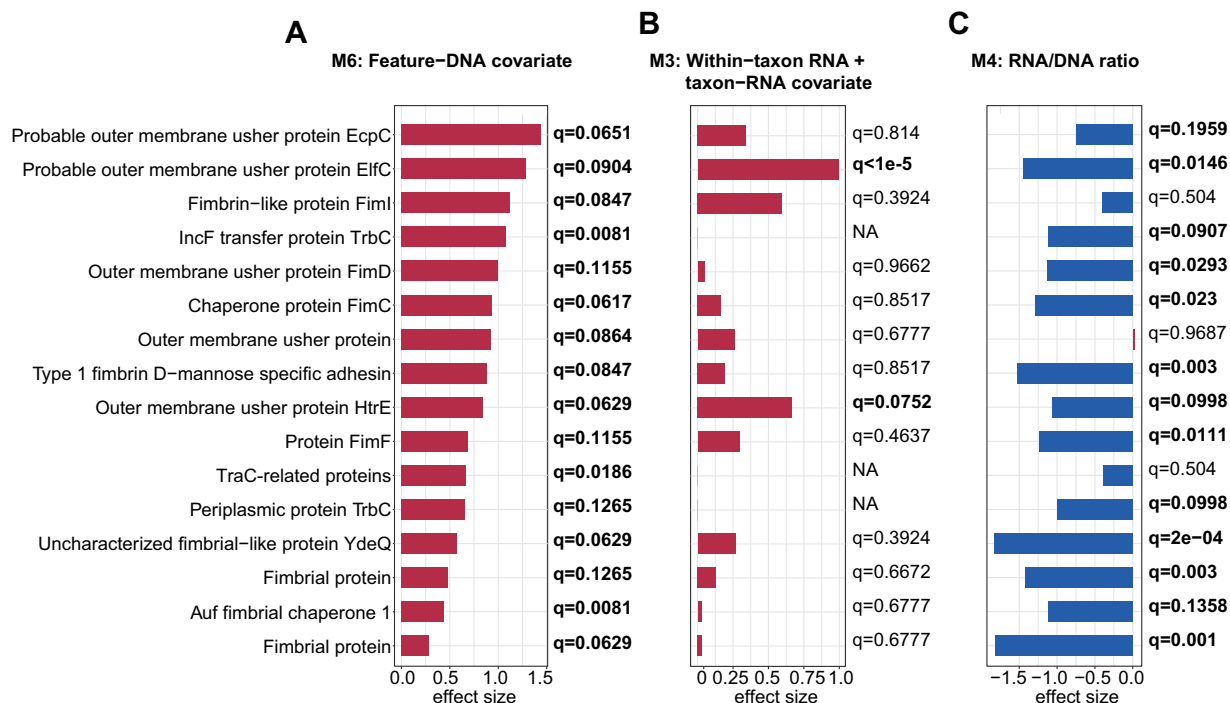 A
B
C
M6: Feature−DNA covariate
M3: Within−taxon RNA +
taxon−RNA covariate
M4: RNA/DNA ratio
Probable outer membrane usher protein EcpC q=0.0651 q=0.814 q=0.1959
Probable outer membrane usher protein ElfC q=0.0904 q<1e-5 q=0.0146
Fimbrin−like protein FimI q=0.0847 q=0.3924 q=0.504
IncF transfer protein TrbC q=0.0081 NA q=0.0907
Outer membrane usher protein FimD q=0.1155 q=0.9662 q=0.0293
Chaperone protein FimC q=0.0617 q=0.8517 q=0.023
Outer membrane usher protein q=0.0864 q=0.6777 q=0.9687
Type 1 fimbrin D−mannose specific adhesin q=0.0847 q=0.8517 q=0.003
Outer membrane usher protein HtrE q=0.0629 q=0.0752 q=0.0998
Protein FimF q=0.1155 q=0.4637 q=0.0111
TraC−related proteins q=0.0186 NA q=0.504
Periplasmic protein TrbC q=0.1265 NA q=0.0998
Uncharacterized fimbrial−like protein YdeQ q=0.0629 q=0.3924 q=2e−04
Fimbrial protein q=0.1265 q=0.6672 q=0.003
Auf fimbrial chaperone 1 q=0.0081 q=0.6777 q=0.1358
Fimbrial protein q=0.0629 q=0.6777 q=0.001
0.0 0.5 1.0 1.5 0 0.25 0.5 0.75 1.0 −1.5 −1.0 −0.5 0.0
effect size effect size effect size